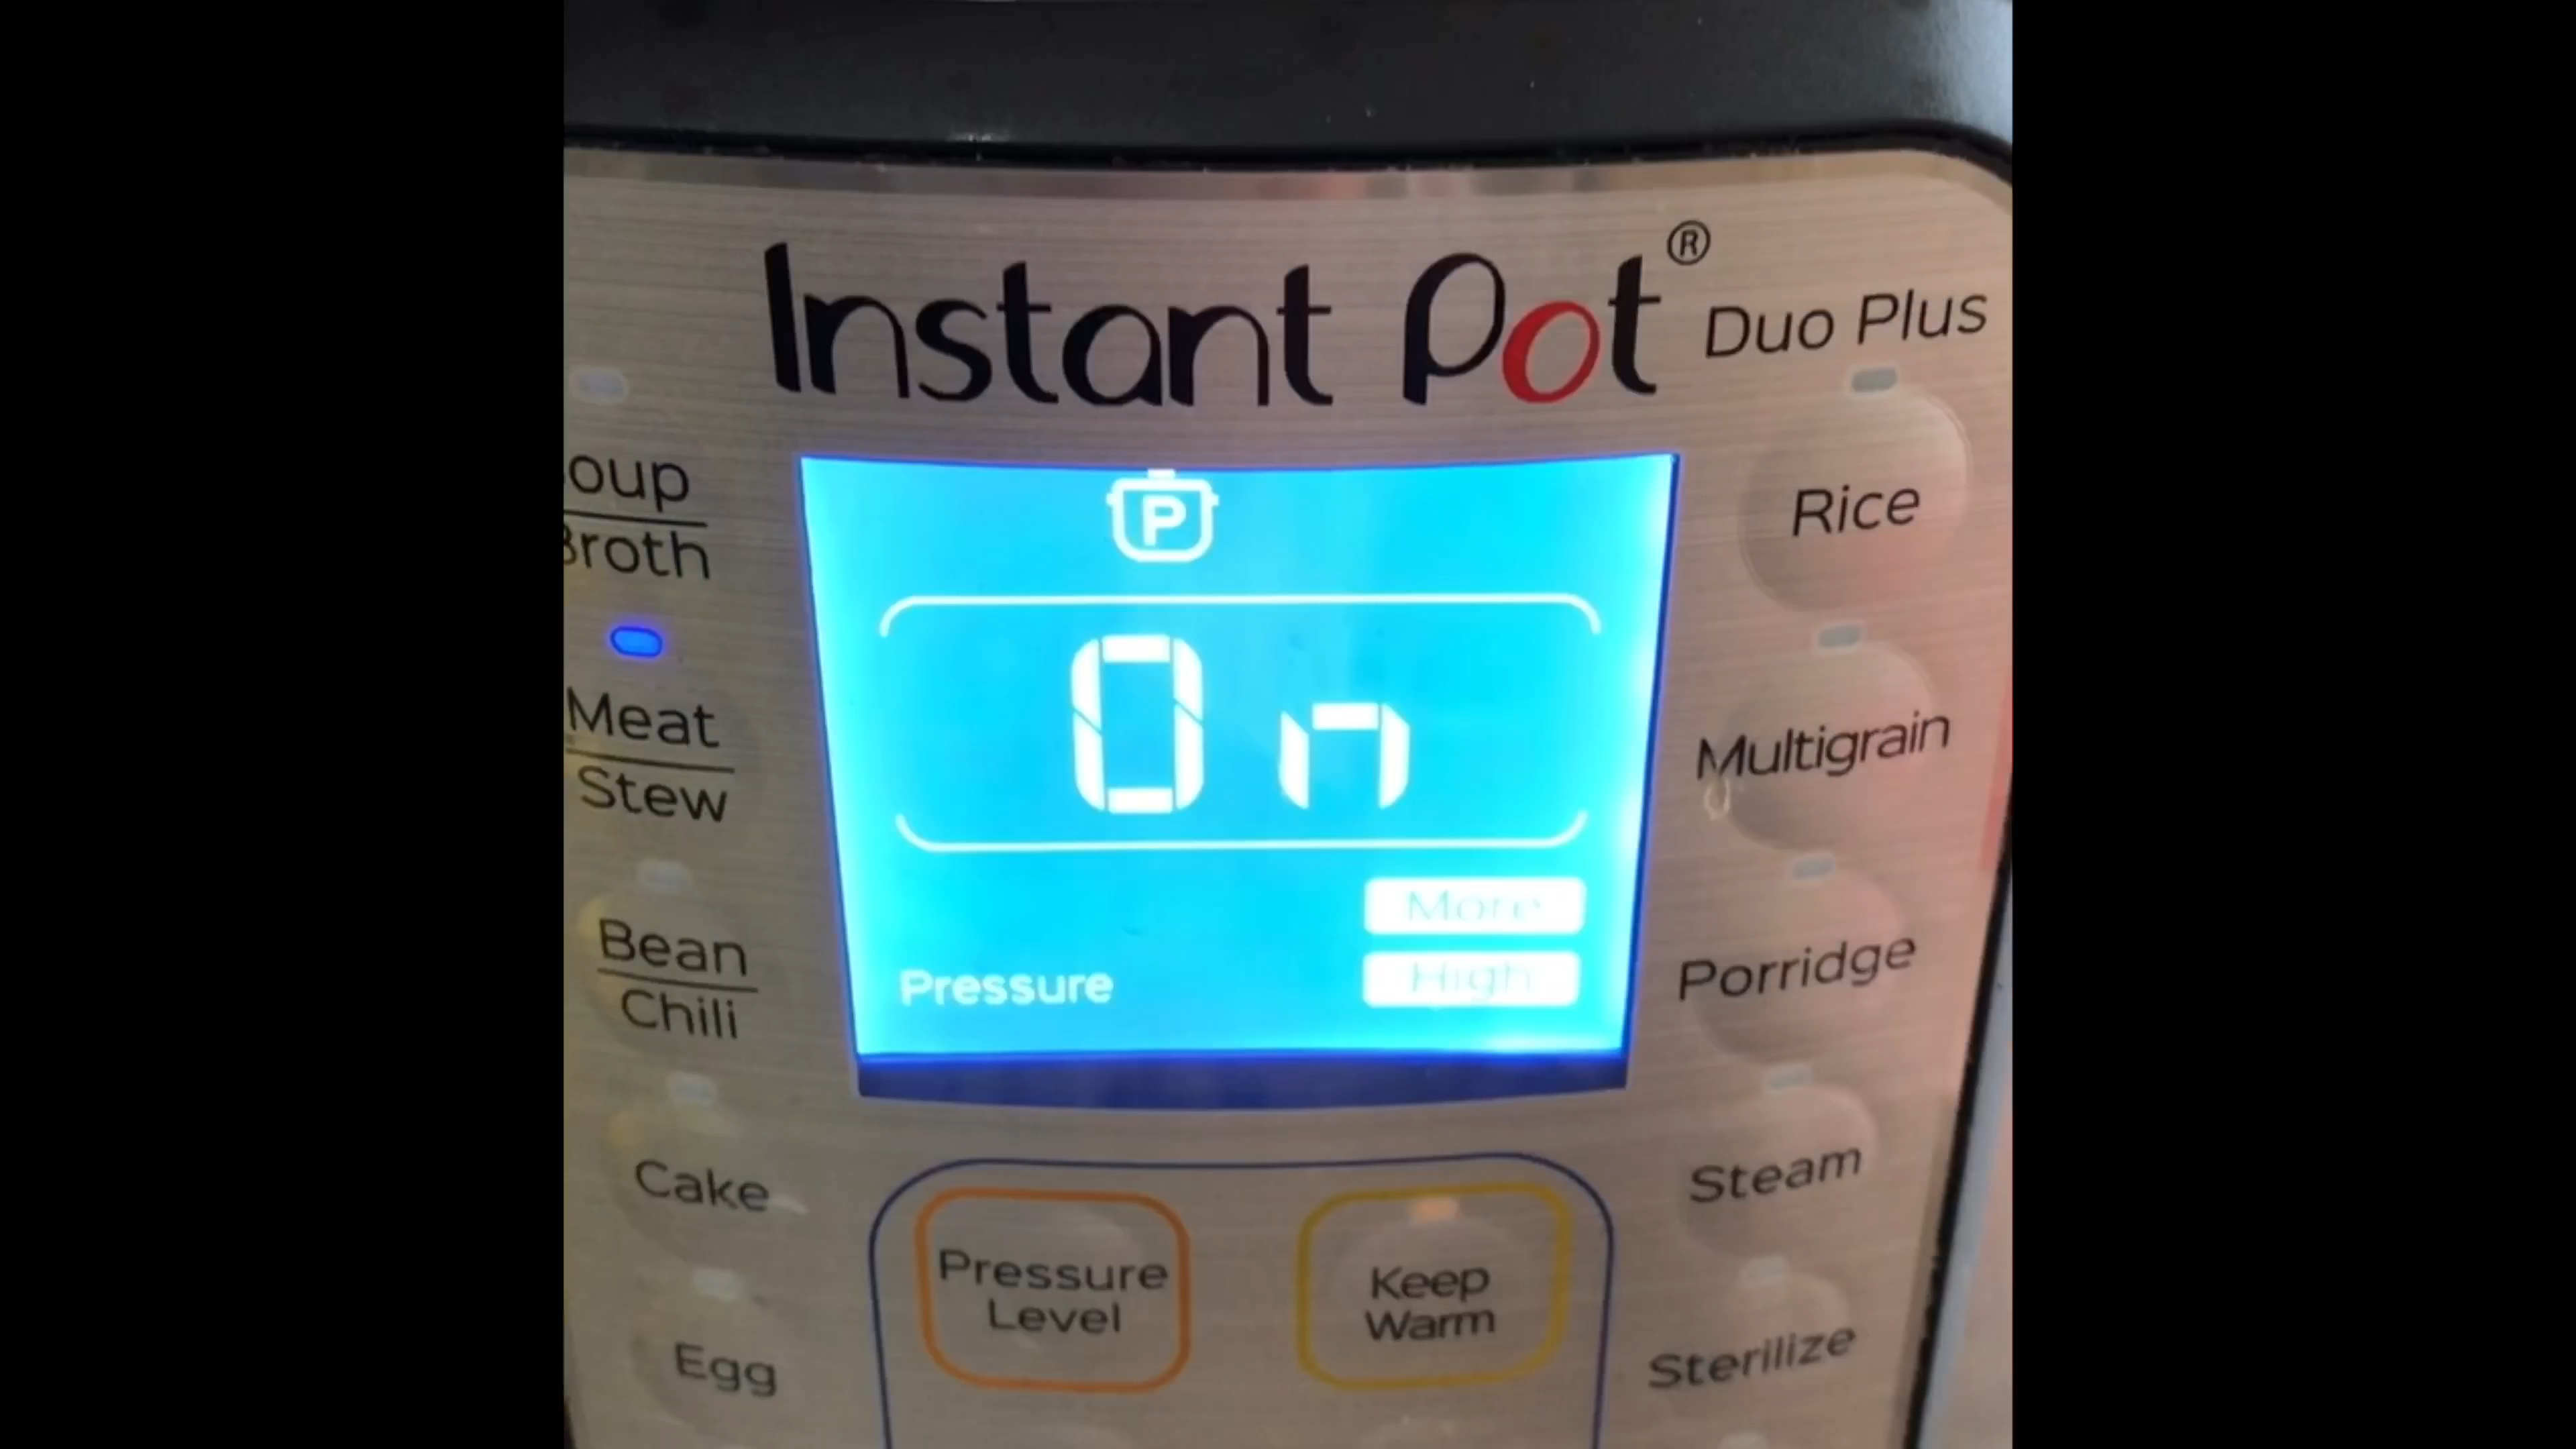 Instant Pot®
Duo Plus
oup
Broth
Meat
Stew
Bean
Chili
Cake
Egg
P
On
More
Pressure
High
Rice
Multigrain
Porridge
Steam
Sterilize
Pressure
Level
Keep
Warm